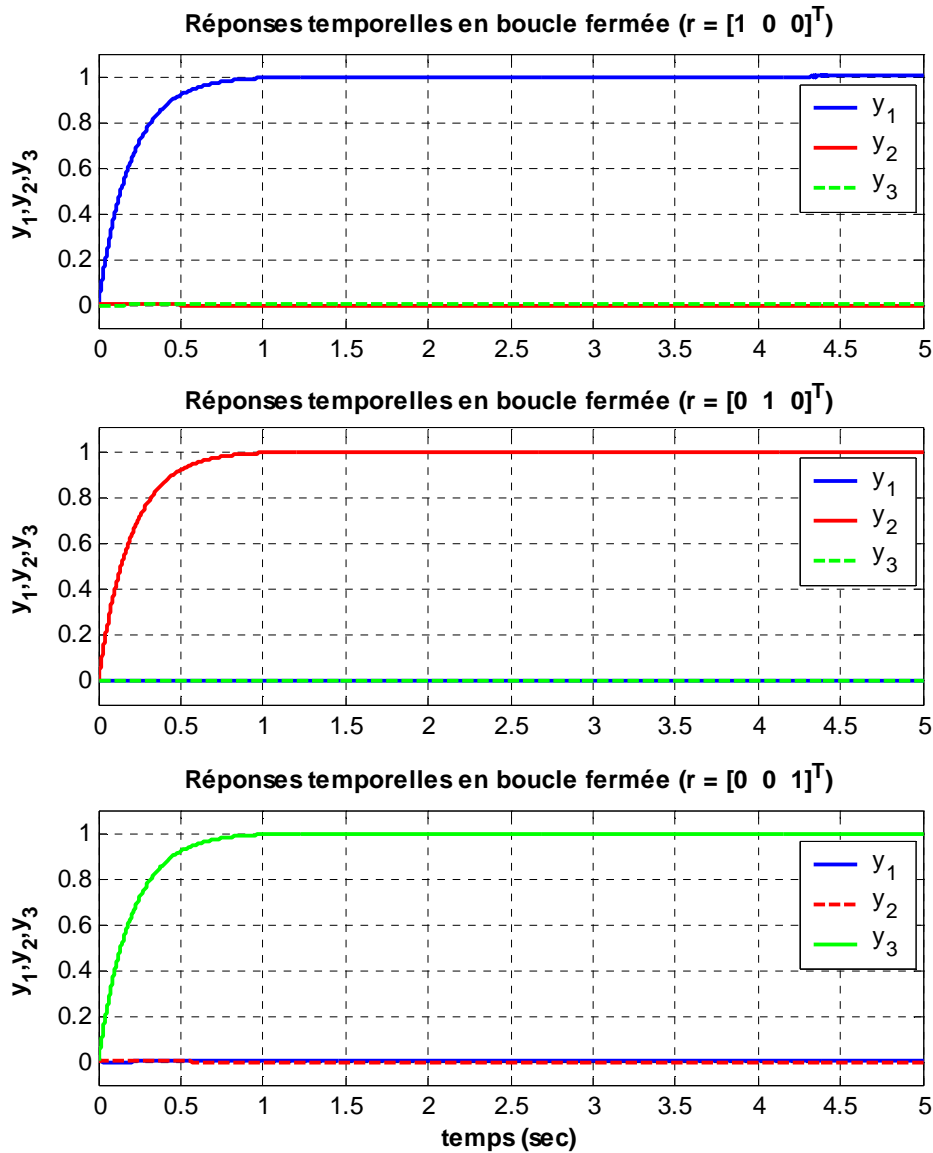 Réponses temporelles en boucle fermée (r = [1 0 0]ᵀ)
y₁,y₂,y₃
1
0.8
0.6
0.4
0.2
0
y₁
y₂
y₃
0 0.5 1 1.5 2 2.5 3 3.5 4 4.5 5
Réponses temporelles en boucle fermée (r = [0 1 0]ᵀ)
y₁,y₂,y₃
1
0.8
0.6
0.4
0.2
0
y₁
y₂
y₃
0 0.5 1 1.5 2 2.5 3 3.5 4 4.5 5
Réponses temporelles en boucle fermée (r = [0 0 1]ᵀ)
y₁,y₂,y₃
1
0.8
0.6
0.4
0.2
0
y₁
y₂
y₃
0 0.5 1 1.5 2 2.5 3 3.5 4 4.5 5
temps (sec)